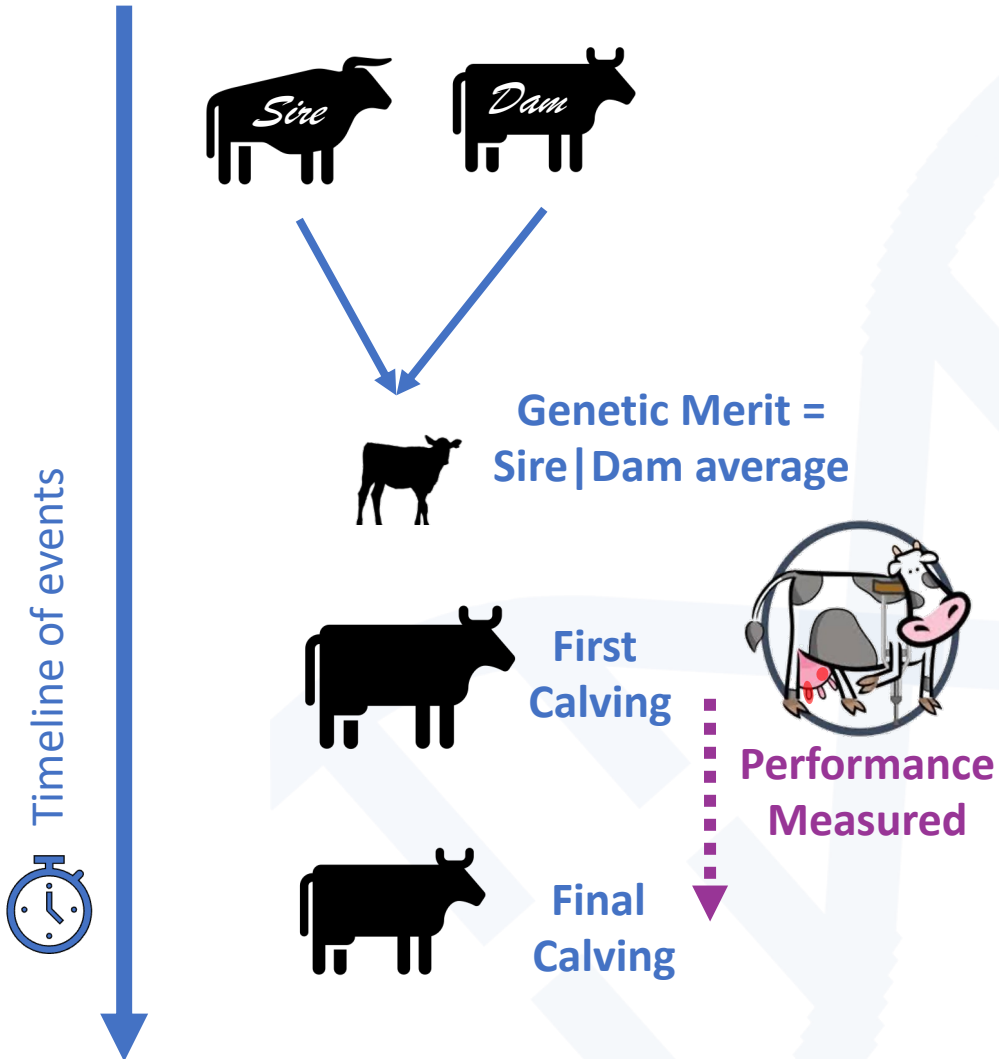 Sire
Dam
Genetic Merit =
Sire|Dam average
Timeline of events
First
Calving
Performance
Measured
Final
Calving